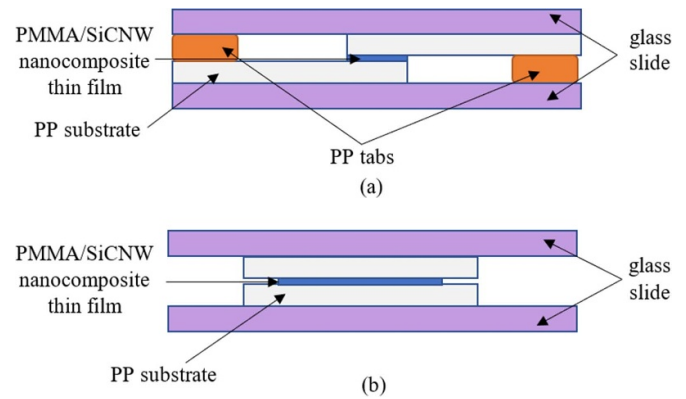 PMMA/SiCNW
nanocomposite
thin film
glass
slide
PP substrate
PP tabs
(a)
PMMA/SiCNW
nanocomposite
thin film
glass
slide
PP substrate
(b)